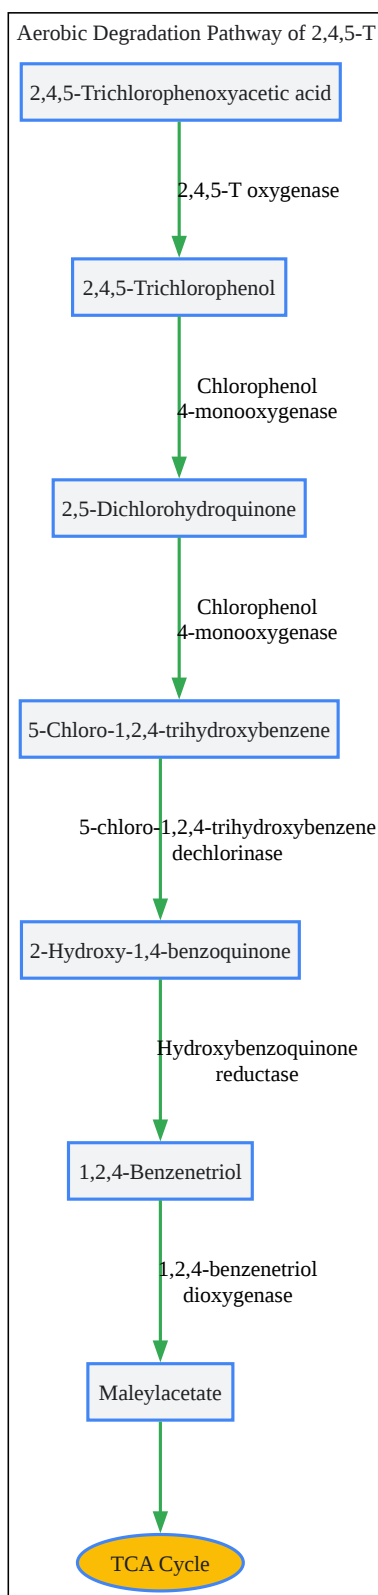 Aerobic Degradation Pathway of 2,4,5-T
2,4,5-Trichlorophenoxyacetic acid
2,4,5-T oxygenase
2,4,5-Trichlorophenol
Chlorophenol
4-monooxygenase
2,5-Dichlorohydroquinone
Chlorophenol
4-monooxygenase
5-Chloro-1,2,4-trihydroxybenzene
5-chloro-1,2,4-trihydroxybenzene
dechlorinase
2-Hydroxy-1,4-benzoquinone
Hydroxybenzoquinone
reductase
1,2,4-Benzenetriol
1,2,4-benzenetriol
dioxygenase
Maleylacetate
TCA Cycle